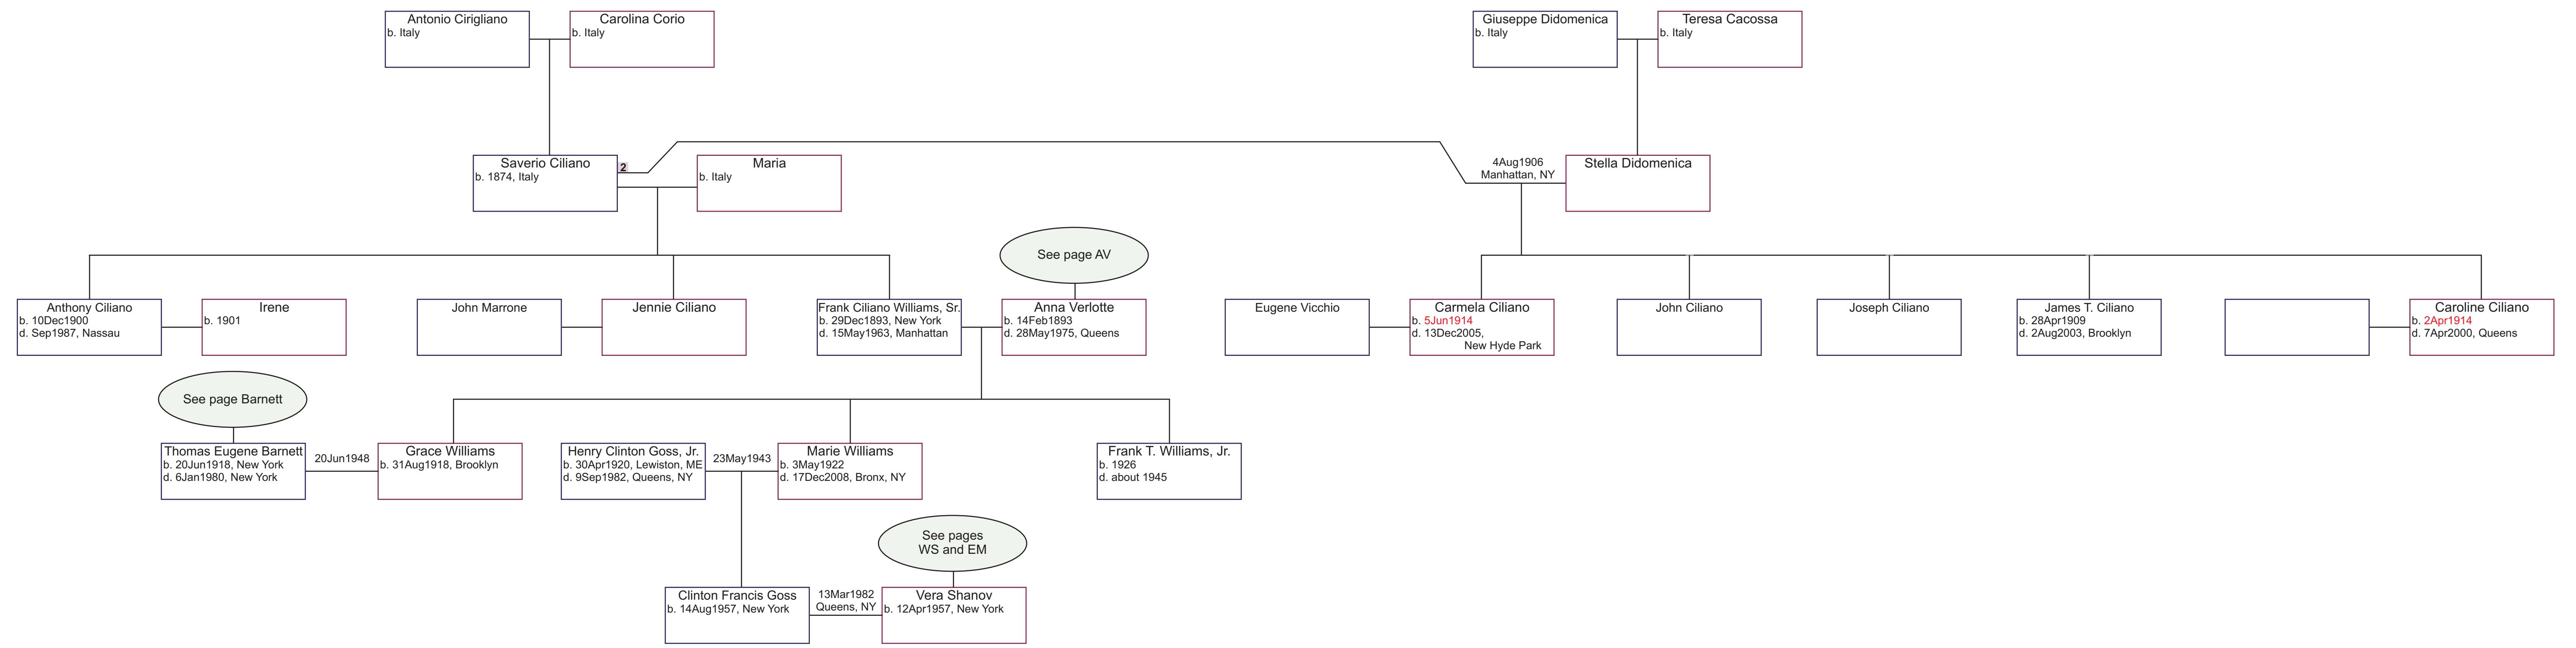 Antonio Cirigliano
b. Italy
Carolina Corio
b. Italy
Giuseppe Didomenica
b. Italy
Teresa Cacossa
b. Italy
Saverio Ciliano
b. 1874, Italy
2
Maria
b. Italy
4Aug1906
Manhattan, NY
Stella Didomenica
See page AV
Anthony Ciliano
b. 10Dec1900
d. Sep1987, Nassau
Irene
b. 1901
John Marrone
Jennie Ciliano
Frank Ciliano Williams, Sr.
b. 29Dec1893, New York
d. 15May1963, Manhattan
Anna Verlotte
b. 14Feb1893
d. 28May1975, Queens
Eugene Vicchio
Carmela Ciliano
b. 5Jun1914
d. 13Dec2005,
New Hyde Park
John Ciliano
Joseph Ciliano
James T. Ciliano
b. 28Apr1909
d. 2Aug2003, Brooklyn
Caroline Ciliano
b. 2Apr1914
d. 7Apr2000, Queens
See page Barnett
Thomas Eugene Barnett
b. 20Jun1918, New York
d. 6Jan1980, New York
20Jun1948
Grace Williams
b. 31Aug1918, Brooklyn
Henry Clinton Goss, Jr.
b. 30Apr1920, Lewiston, ME
d. 9Sep1982, Queens, NY
23May1943
Marie Williams
b. 3May1922
d. 17Dec2008, Bronx, NY
Frank T. Williams, Jr.
b. 1926
d. about 1945
See pages
WS and EM
Clinton Francis Goss
b. 14Aug1957, New York
13Mar1982
Queens, NY
Vera Shanov
b. 12Apr1957, New York